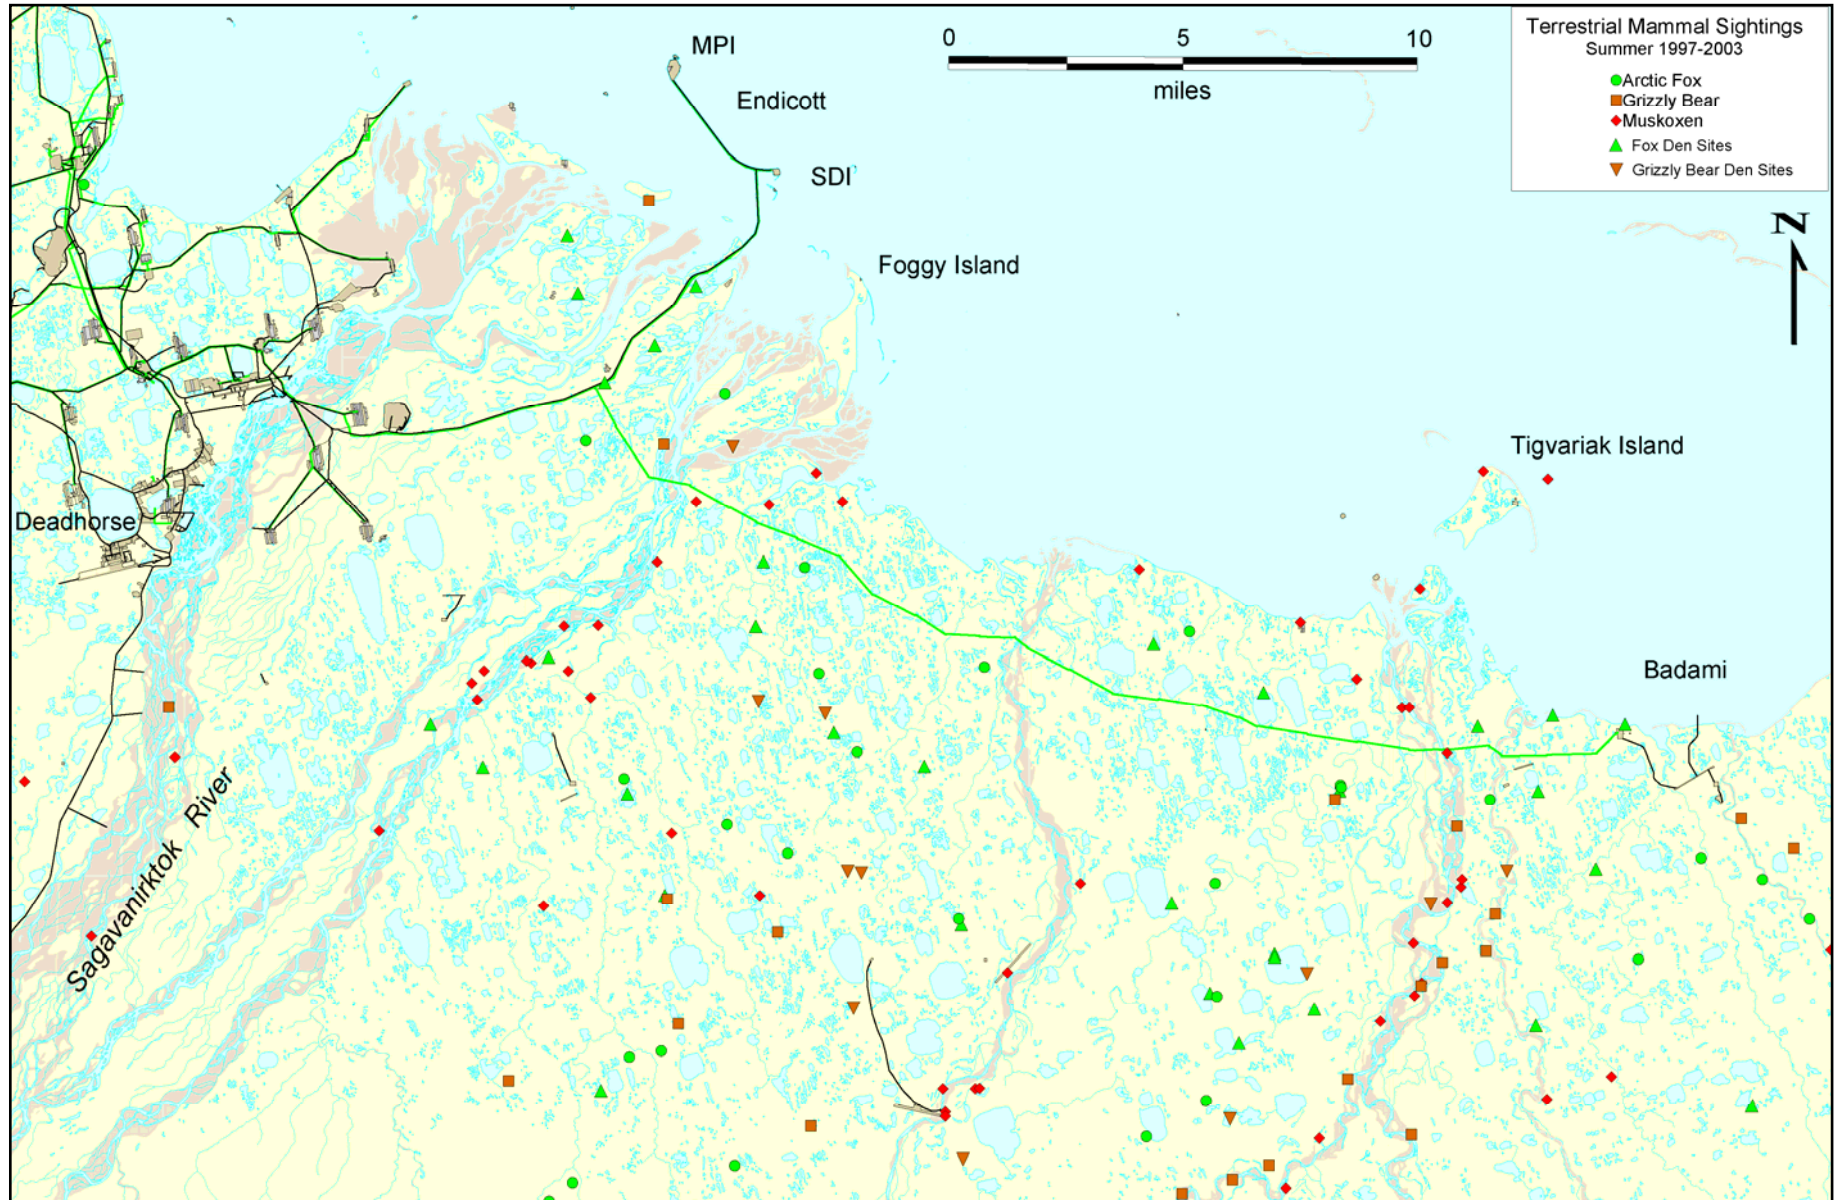 MPI
Endicott
SDI
Foggy Island
0 5 10
miles
Terrestrial Mammal Sightings
Summer 1997-2003
Arctic Fox
Grizzly Bear
Muskoxen
Fox Den Sites
Grizzly Bear Den Sites
N
Tigvariak Island
Deadhorse
Badami
Sagavanirktok River